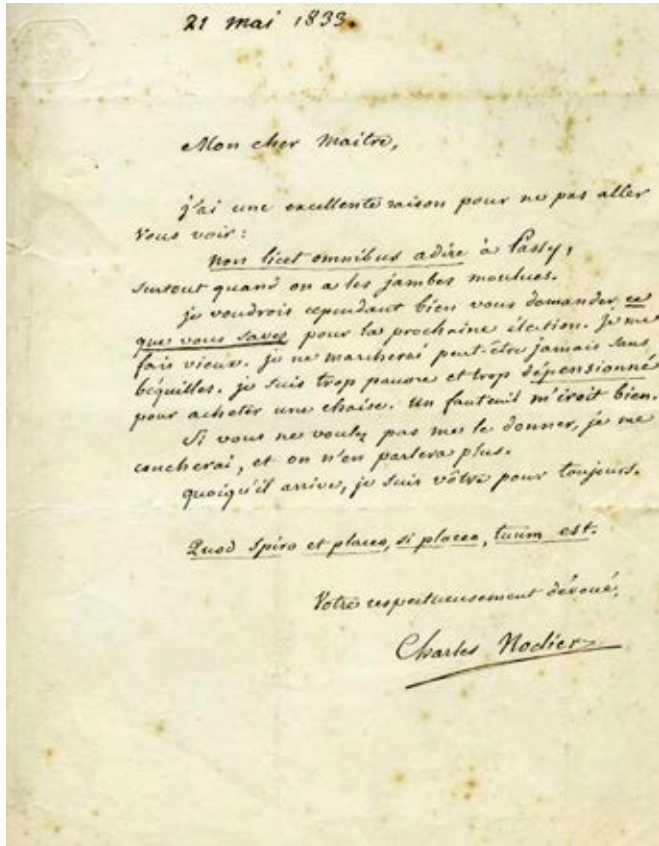 21 mai 1833.
Mon cher maitre,
j'ai une excellente raison pour ne pas aller
vous voir :
non licet omnibus adire à Passy,
surtout quand on a les jambes moulues.
je voudrois cependant bien vous demander ce
que vous savez pour la prochaine élection. je me
fais vieux. je ne marcherai peut-être jamais sans
béquilles. je suis trop pauvre et trop dépensionné
pour acheter une chaise. un fauteuil m'iroit bien.
Si vous ne voulez pas me le donner, je me
coucherai, et on n'en parlera plus.
quoiqu'il arrive, je suis vôtre pour toujours.
Quod spiro et placeo, si placeo, tuum est.
Votre respectueusement dévoué,
Charles Nodier